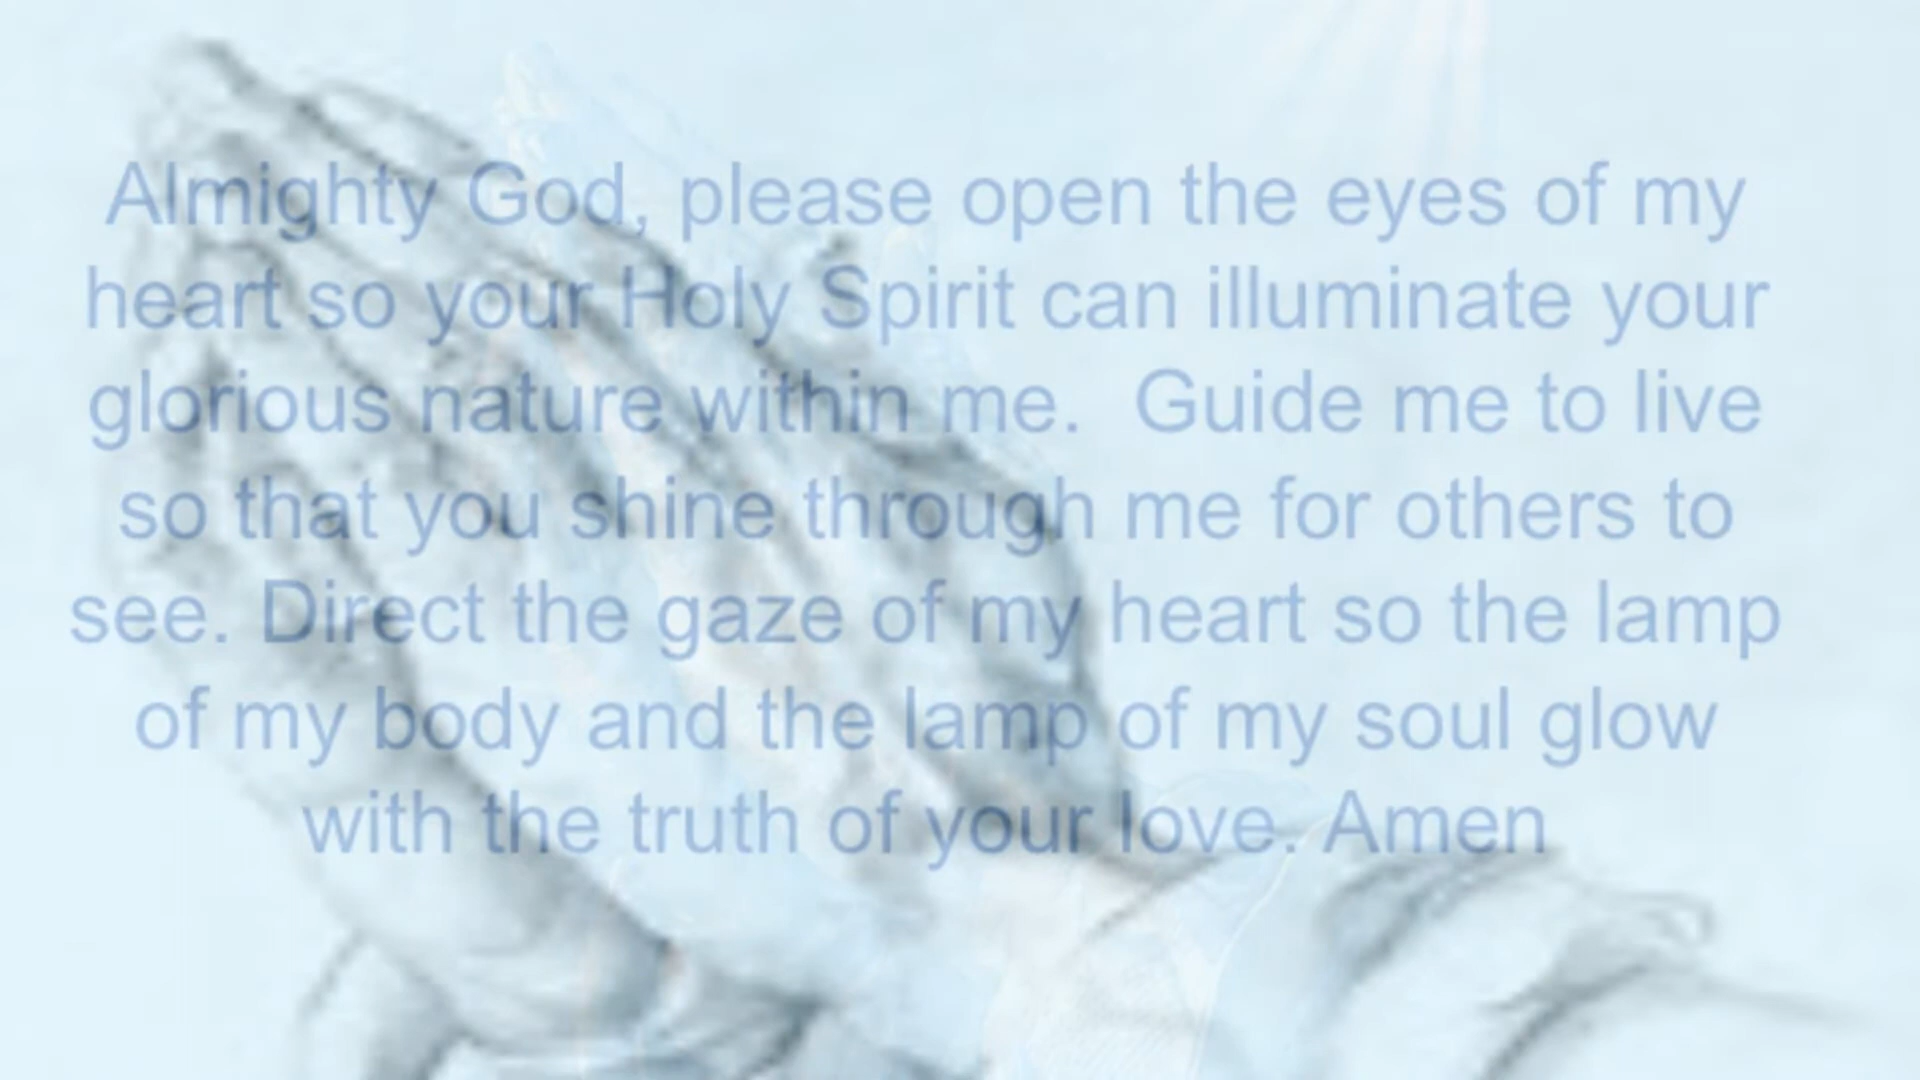 Almighty God, please open the eyes of my
heart so your Holy Spirit can illuminate your
glorious nature within me.  Guide me to live
so that you shine through me for others to
see. Direct the gaze of my heart so the lamp
of my body and the lamp of my soul glow
with the truth of your love. Amen